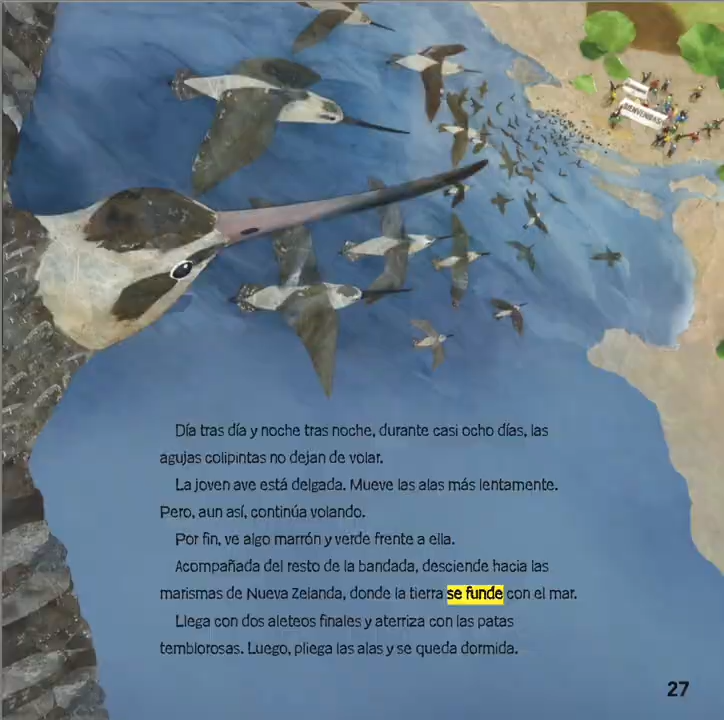 ¡BIENVENIDAS!
Día tras día y noche tras noche, durante casi ocho días, las
agujas colipintas no dejan de volar.
La joven ave está delgada. Mueve las alas más lentamente.
Pero, aun así, continúa volando.
Por fin, ve algo marrón y verde frente a ella.
Acompañada del resto de la bandada, desciende hacia las
marismas de Nueva Zelanda, donde la tierra se funde con el mar.
Llega con dos aleteos finales y aterriza con las patas
temblorosas. Luego, pliega las alas y se queda dormida.
27